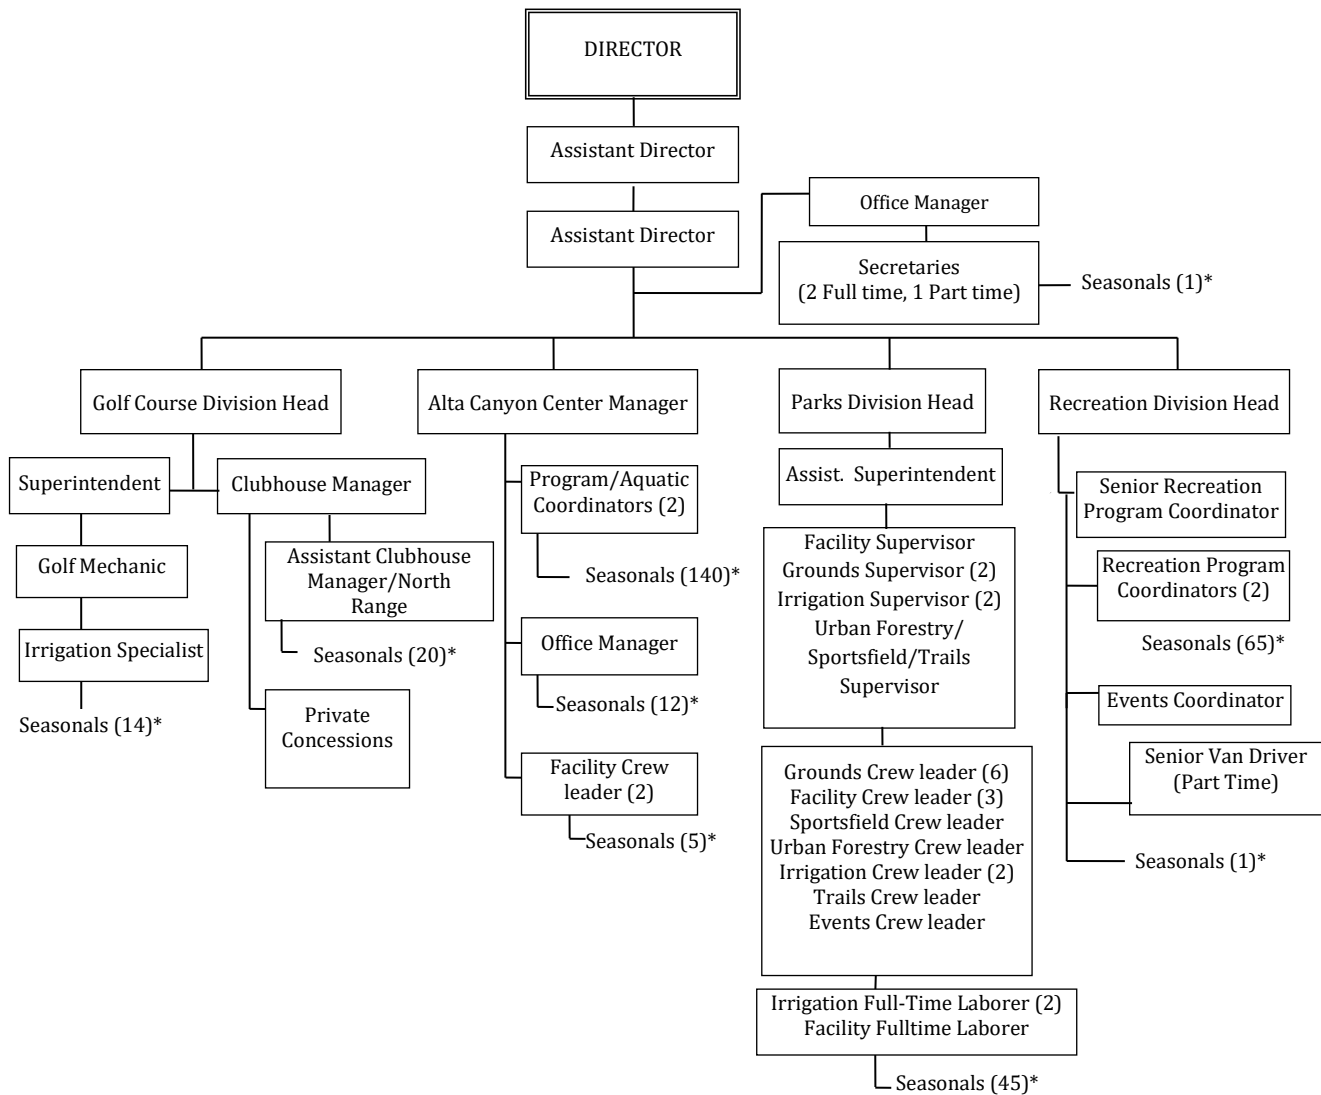 DIRECTOR
Assistant Director
Assistant Director
Office Manager
Secretaries
(2 Full time, 1 Part time)
Seasonals (1)*
Golf Course Division Head
Superintendent
Golf Mechanic
Irrigation Specialist
Seasonals (14)*
Clubhouse Manager
Assistant Clubhouse
Manager/North
Range
Seasonals (20)*
Private
Concessions
Alta Canyon Center Manager
Program/Aquatic
Coordinators (2)
Seasonals (140)*
Office Manager
Seasonals (12)*
Facility Crew
leader (2)
Seasonals (5)*
Parks Division Head
Assist. Superintendent
Facility Supervisor
Grounds Supervisor (2)
Irrigation Supervisor (2)
Urban Forestry/
Sportsfield/Trails
Supervisor
Grounds Crew leader (6)
Facility Crew leader (3)
Sportsfield Crew leader
Urban Forestry Crew leader
Irrigation Crew leader (2)
Trails Crew leader
Events Crew leader
Irrigation Full-Time Laborer (2)
Facility Fulltime Laborer
Seasonals (45)*
Recreation Division Head
Senior Recreation
Program Coordinator
Recreation Program
Coordinators (2)
Seasonals (65)*
Events Coordinator
Senior Van Driver
(Part Time)
Seasonals (1)*